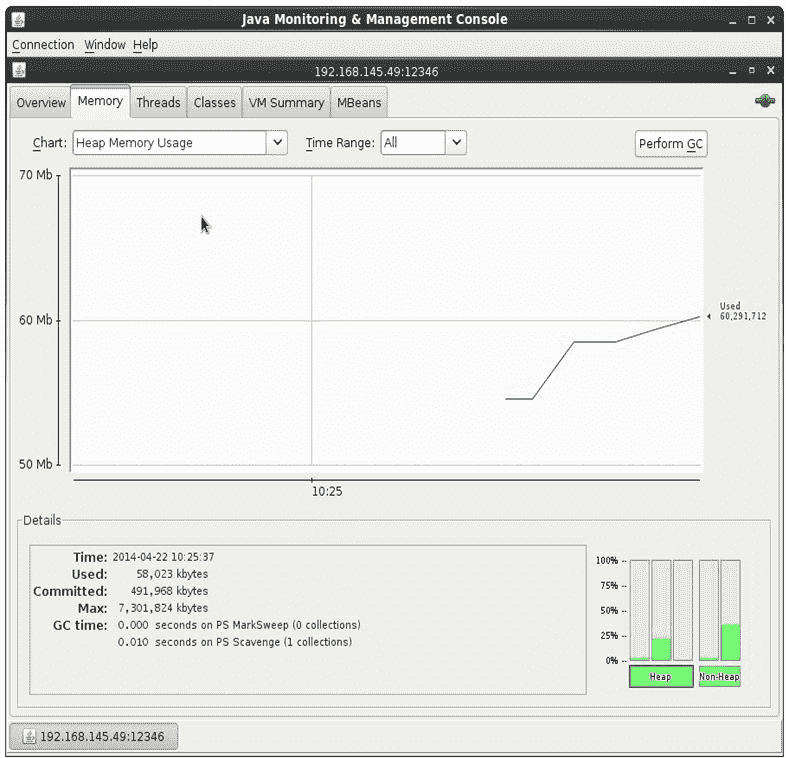 Java Monitoring & Management Console
Connection Window Help
192.168.145.49:12346
Overview Memory Threads Classes VM Summary MBeans
Chart: Heap Memory Usage Time Range: All Perform GC
70 Mb
60 Mb
Used
60,291,712
50 Mb
10:25
Details
Time: 2014-04-22 10:25:37
Used: 58,023 kbytes
Committed: 491,968 kbytes
Max: 7,301,824 kbytes
GC time: 0.000 seconds on PS MarkSweep (0 collections)
0.010 seconds on PS Scavenge (1 collections)
100% --
75% --
50% --
25% --
0% --
Heap Non-Heap
192.168.145.49:12346